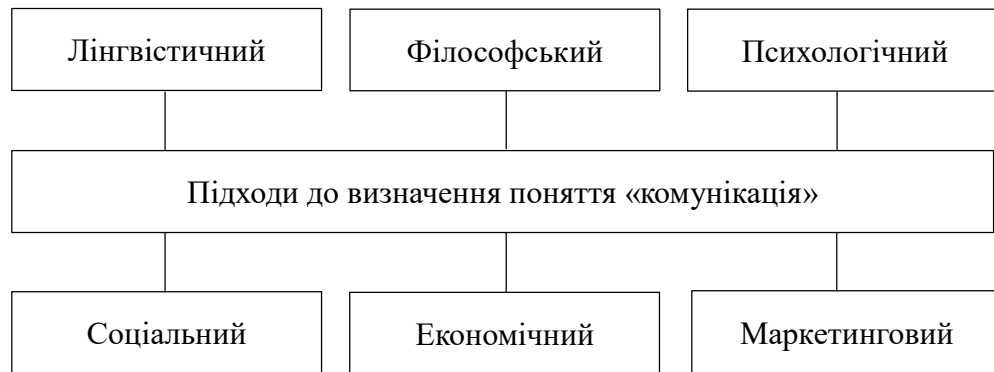 Лінгвістичний
Філософський
Психологічний
Підходи до визначення поняття «комунікація»
Соціальний
Економічний
Маркетинговий